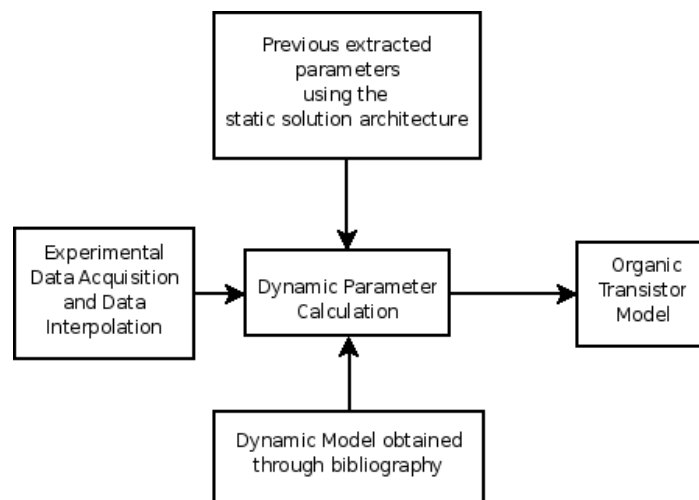 Previous extracted
parameters
using the
static solution architecture
Experimental
Data Acquisition
and Data
Interpolation
Dynamic Parameter
Calculation
Organic
Transistor
Model
Dynamic Model obtained
through bibliography